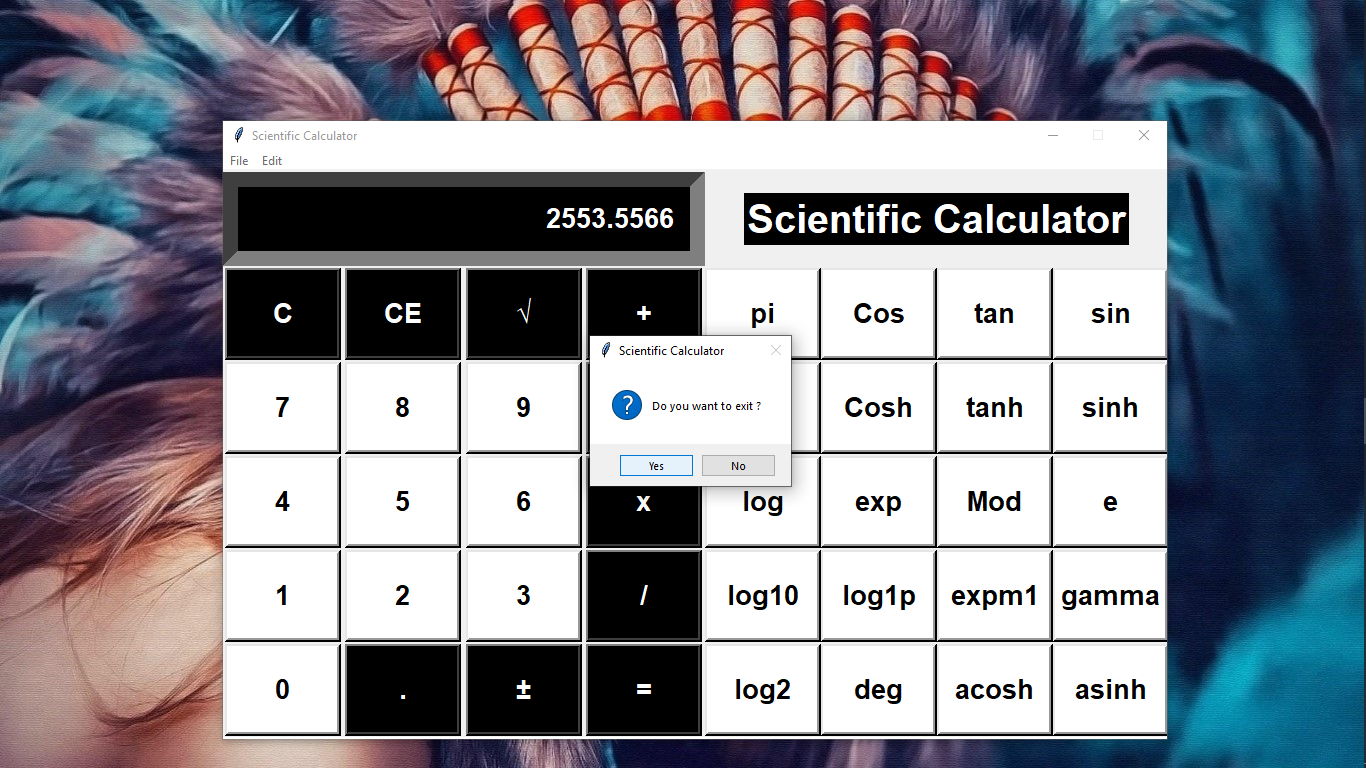 Scientific Calculator
File Edit
2553.5566
Scientific Calculator
C CE √ + pi Cos tan sin
Scientific Calculator
Do you want to exit ?
Yes No
7 8 9 Cosh tanh sinh
4 5 6 x log exp Mod e
1 2 3 / log10 log1p expm1 gamma
0 . ± = log2 deg acosh asinh